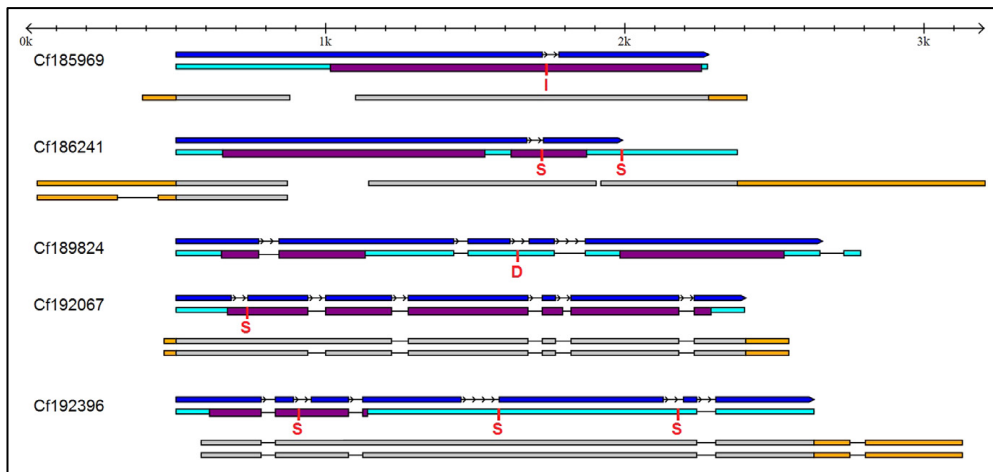 0k 1k 2k 3k
Cf185969
I
Cf186241
S S
Cf189824
D
Cf192067
S
Cf192396
S S S